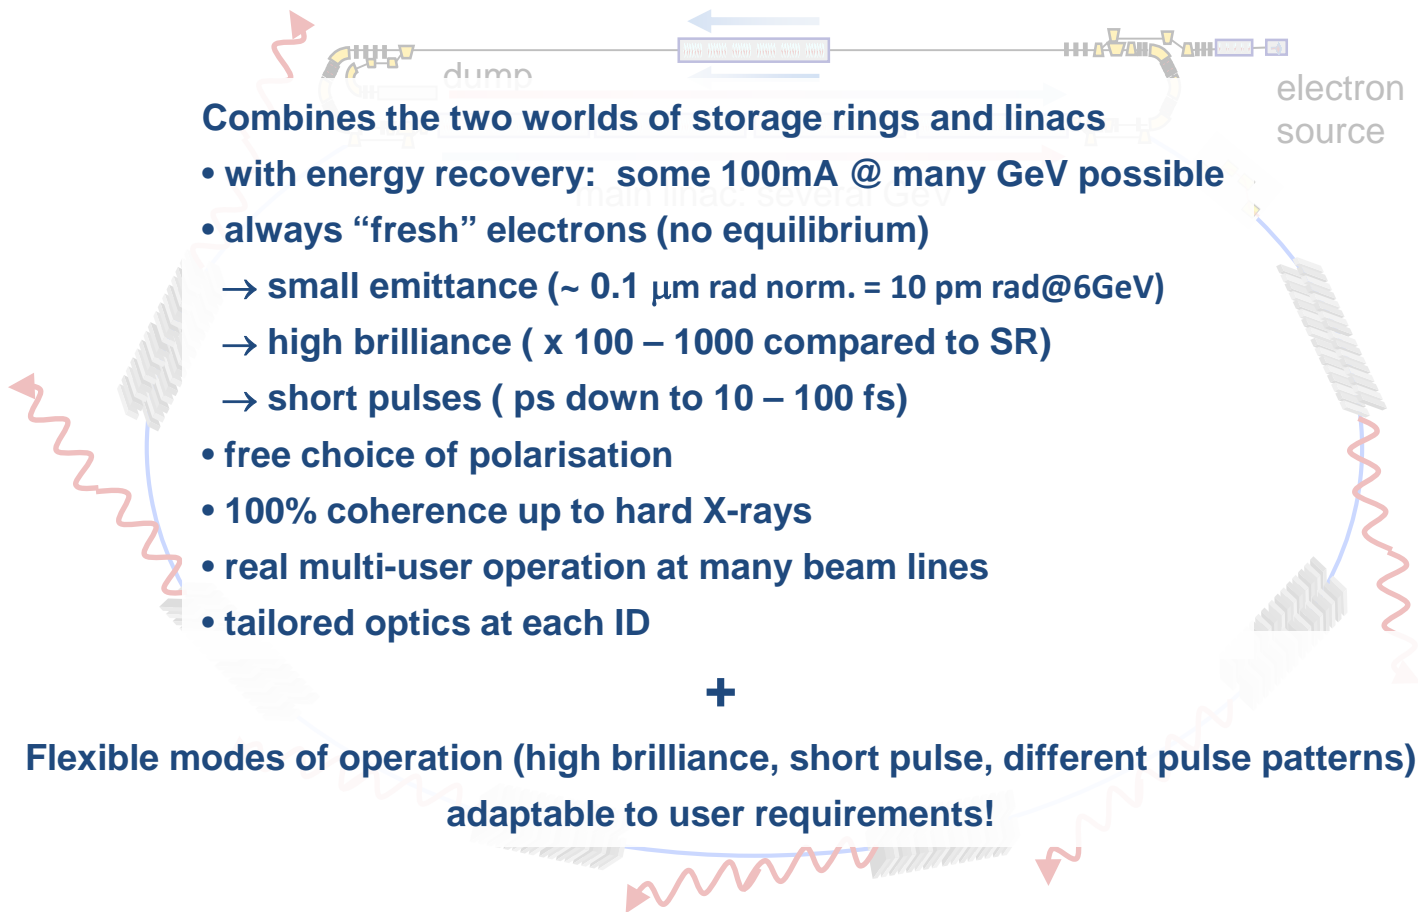 dump
electron
source
Combines the two worlds of storage rings and linacs
• with energy recovery:  some 100mA @ many GeV possible
main linac: several GeV
• always “fresh” electrons (no equilibrium)
→ small emittance (~ 0.1 μm rad norm. = 10 pm rad@6GeV)
→ high brilliance ( x 100 – 1000 compared to SR)
→ short pulses ( ps down to 10 – 100 fs)
• free choice of polarisation
• 100% coherence up to hard X-rays
• real multi-user operation at many beam lines
• tailored optics at each ID
+
Flexible modes of operation (high brilliance, short pulse, different pulse patterns)
adaptable to user requirements!